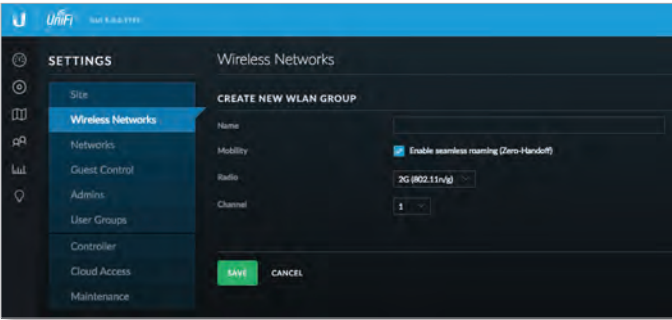 UniFi
SETTINGS
Site
Wireless Networks
Networks
Guest Control
Admins
User Groups
Controller
Cloud Access
Maintenance
Wireless Networks
CREATE NEW WLAN GROUP
Name
Mobility
Enable seamless roaming (Zero-Handoff)
Radio
2G (802.11n/g)
Channel
1
SAVE
CANCEL